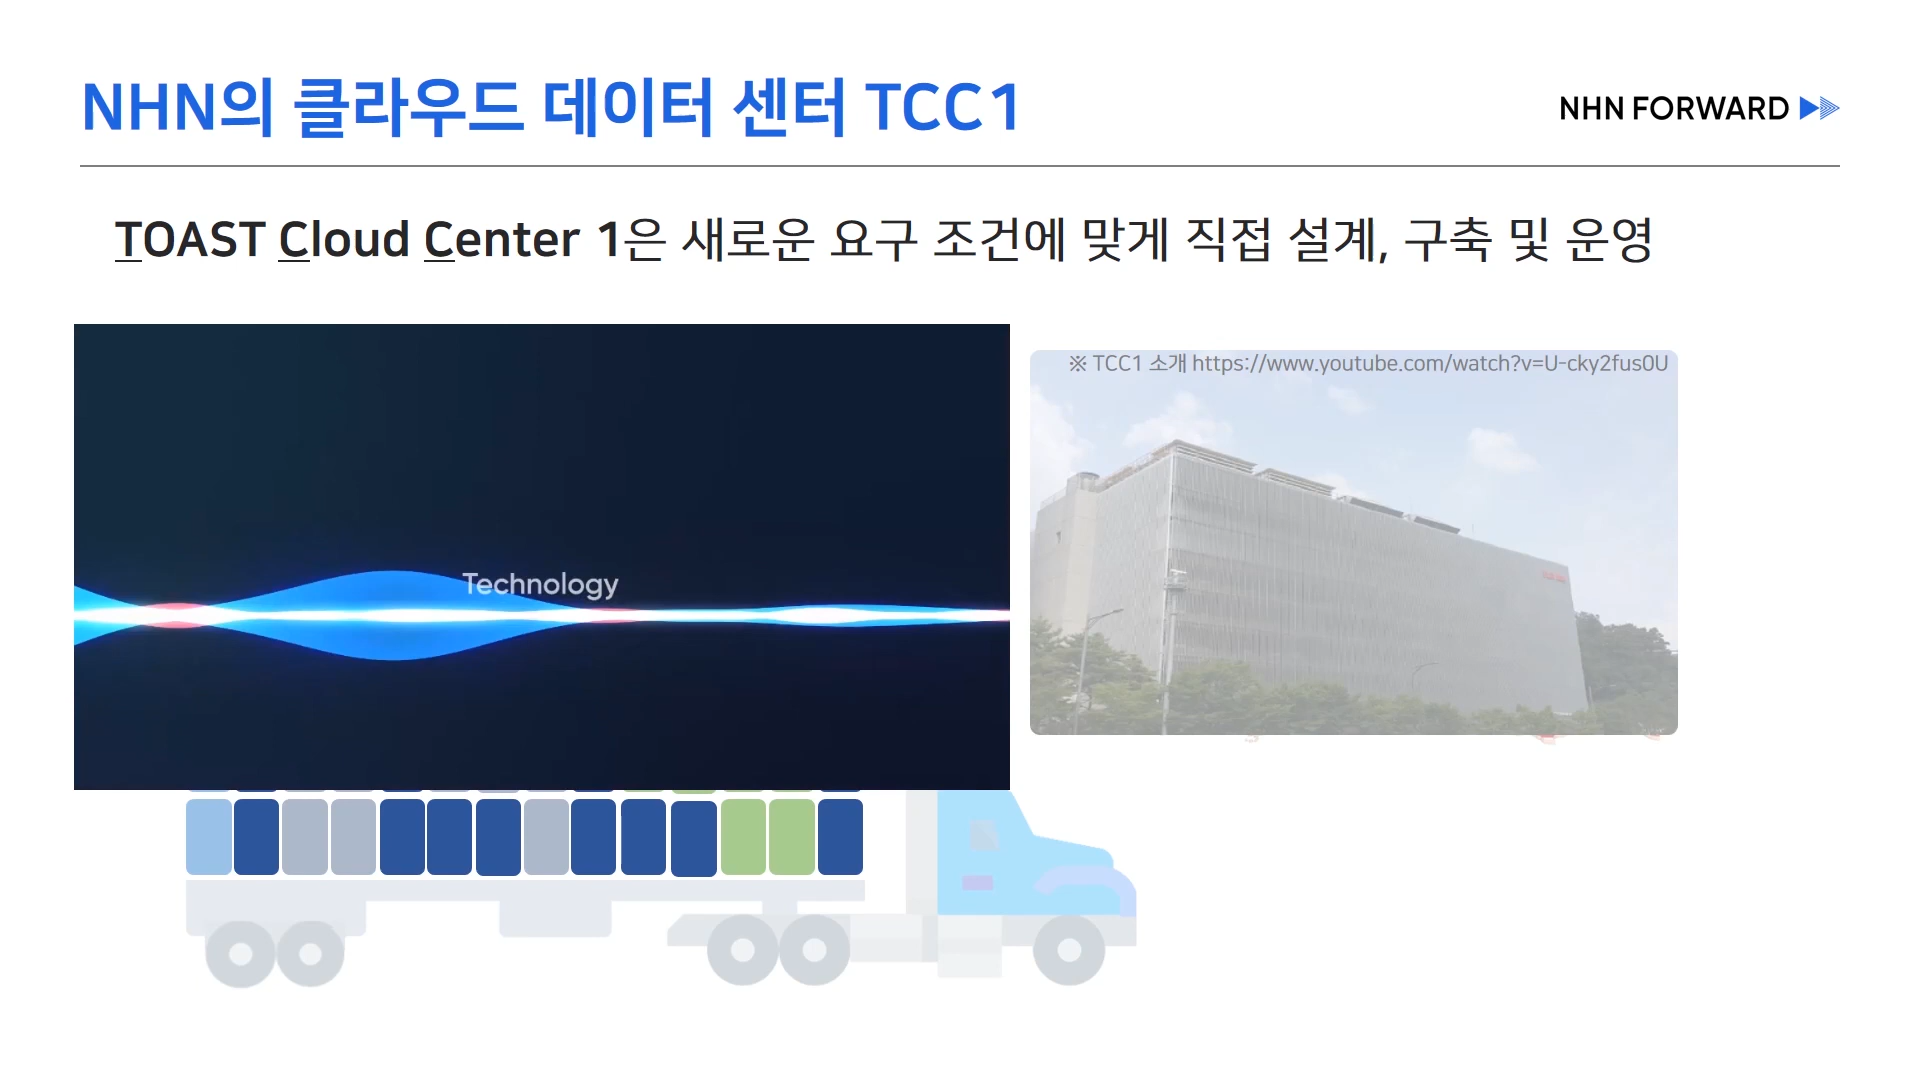 NHN의 클라우드 데이터 센터 TCC1
NHN FORWARD
TOAST Cloud Center 1은 새로운 요구 조건에 맞게 직접 설계, 구축 및 운영
※ TCC1 소개 https://www.youtube.com/watch?v=U-cky2fus0U
Technology